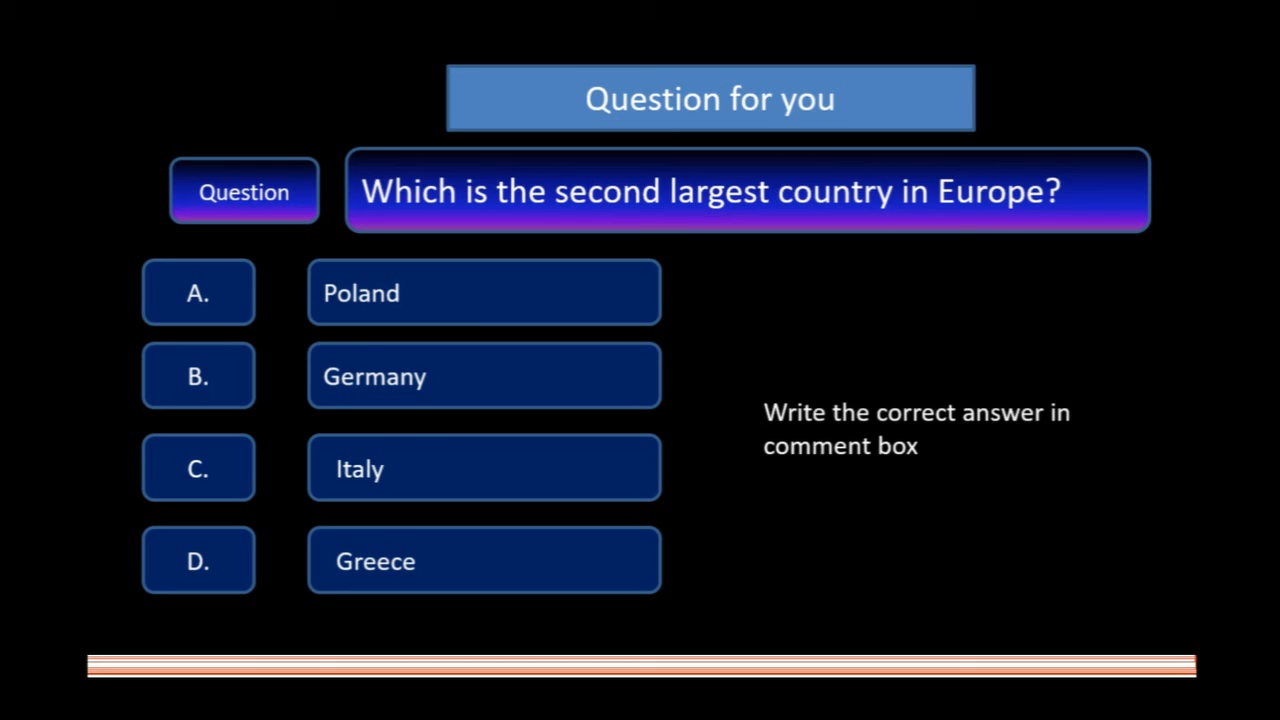 Question for you
Question
Which is the second largest country in Europe?
A.
Poland
B.
Germany
C.
Italy
D.
Greece
Write the correct answer in
comment box